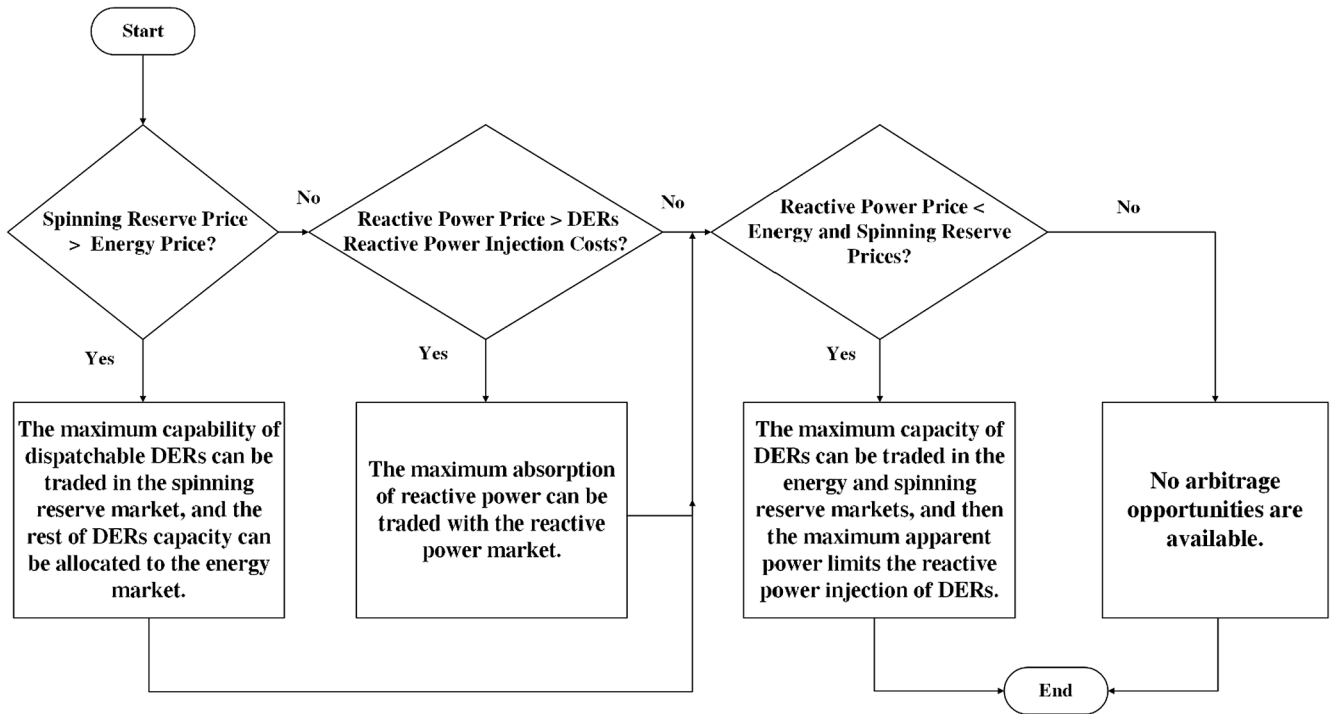 Start
Spinning Reserve Price
> Energy Price?
No
Yes
Reactive Power Price > DERs
Reactive Power Injection Costs?
No
Yes
Reactive Power Price <
Energy and Spinning Reserve
Prices?
No
Yes
The maximum capability of
dispatchable DERs can be
traded in the spinning
reserve market, and the
rest of DERs capacity can
be allocated to the energy
market.
The maximum absorption
of reactive power can be
traded with the reactive
power market.
The maximum capacity of
DERs can be traded in the
energy and spinning
reserve markets, and then
the maximum apparent
power limits the reactive
power injection of DERs.
No arbitrage
opportunities are
available.
End